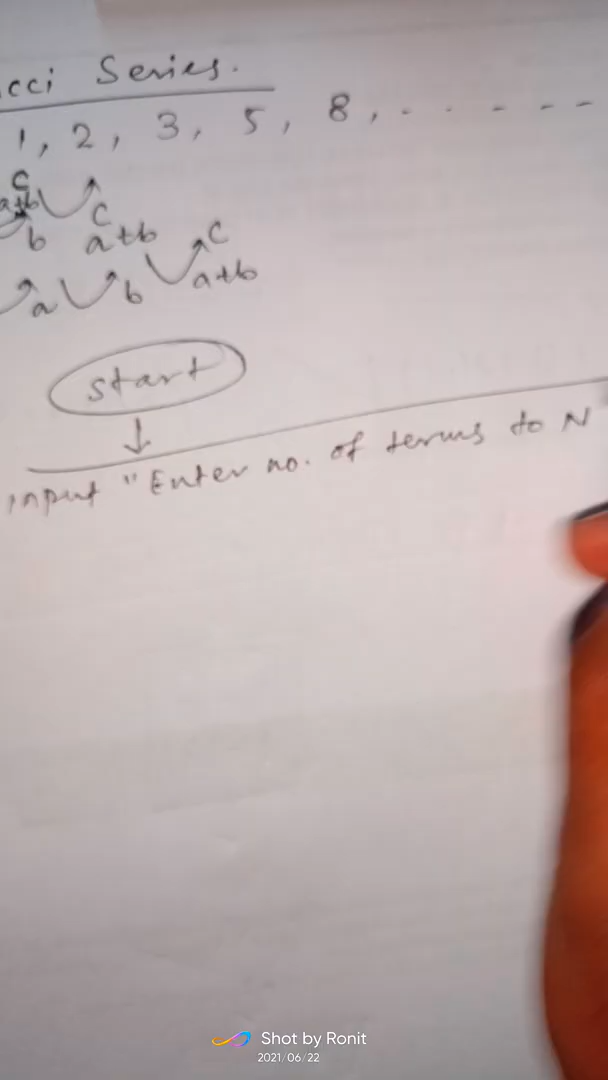 cci Series.
1, 2, 3, 5, 8, . . - - -
c
a+b c
b a+b c
a b a+b
start
input "Enter no. of terms to N
Shot by Ronit
2021/06/22